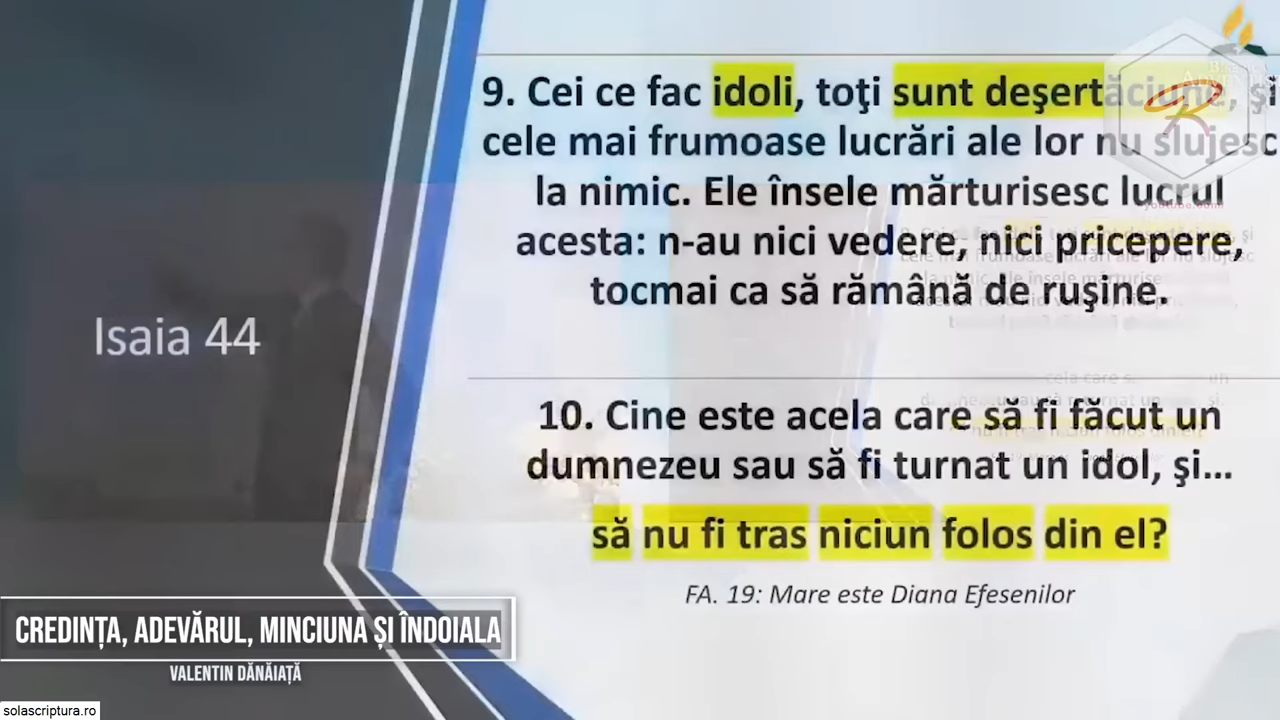 9. Cei ce fac idoli, toţi sunt deşertăciune, şi
cele mai frumoase lucrări ale lor nu slujesc
la nimic. Ele însele mărturisesc lucrul
acesta: n-au nici vedere, nici pricepere,
tocmai ca să rămână de ruşine.
Isaia 44
10. Cine este acela care să fi făcut un
dumnezeu sau să fi turnat un idol, şi...
să nu fi tras niciun folos din el?
FA. 19: Mare este Diana Efesenilor
CREDINȚA, ADEVĂRUL, MINCIUNA ȘI ÎNDOIALA
VALENTIN DĂNĂIAȚĂ
solascriptura.ro